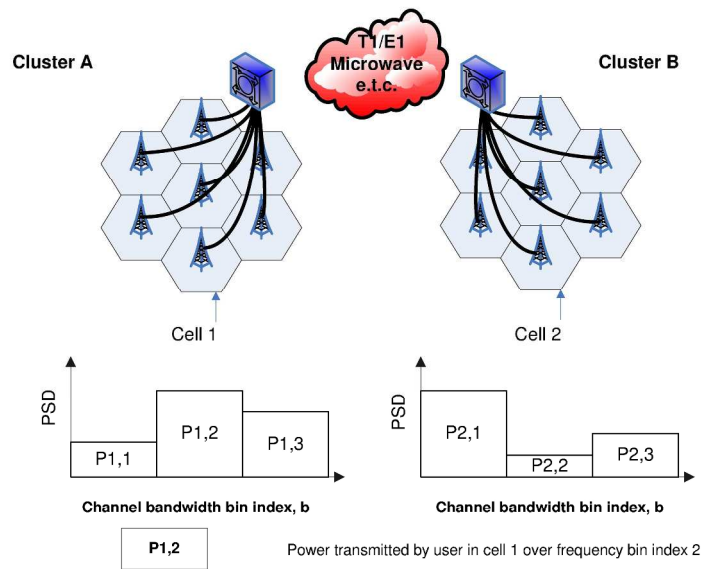 Cluster A
T1/E1
Microwave
e.t.c.
Cluster B
Cell 1
Cell 2
PSD
P1,1
P1,2
P1,3
Channel bandwidth bin index, b
PSD
P2,1
P2,2
P2,3
Channel bandwidth bin index, b
P1,2
Power transmitted by user in cell 1 over frequency bin index 2